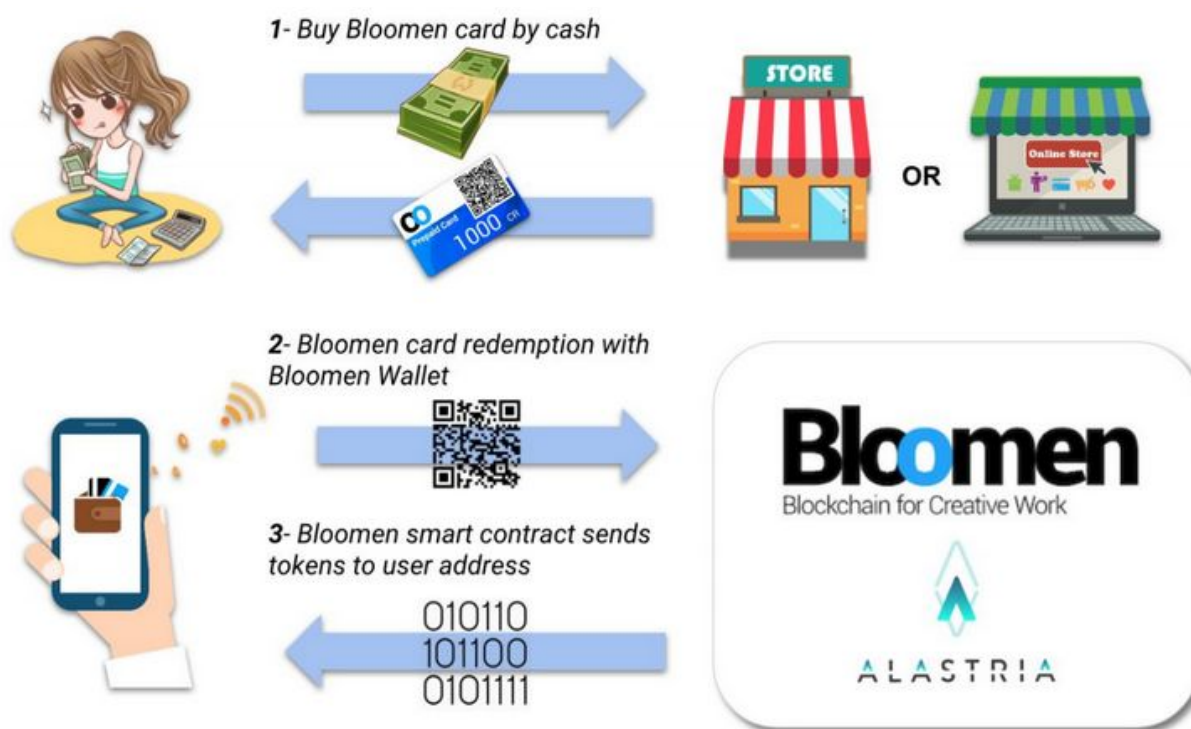 1- Buy Bloomen card by cash
STORE
Online Store
OR
CO
Prepaid Card
1000 CR
2- Bloomen card redemption with
Bloomen Wallet
Bloomen
Blockchain for Creative Work
3- Bloomen smart contract sends
tokens to user address
010110
101100
0101111
ALASTRIA